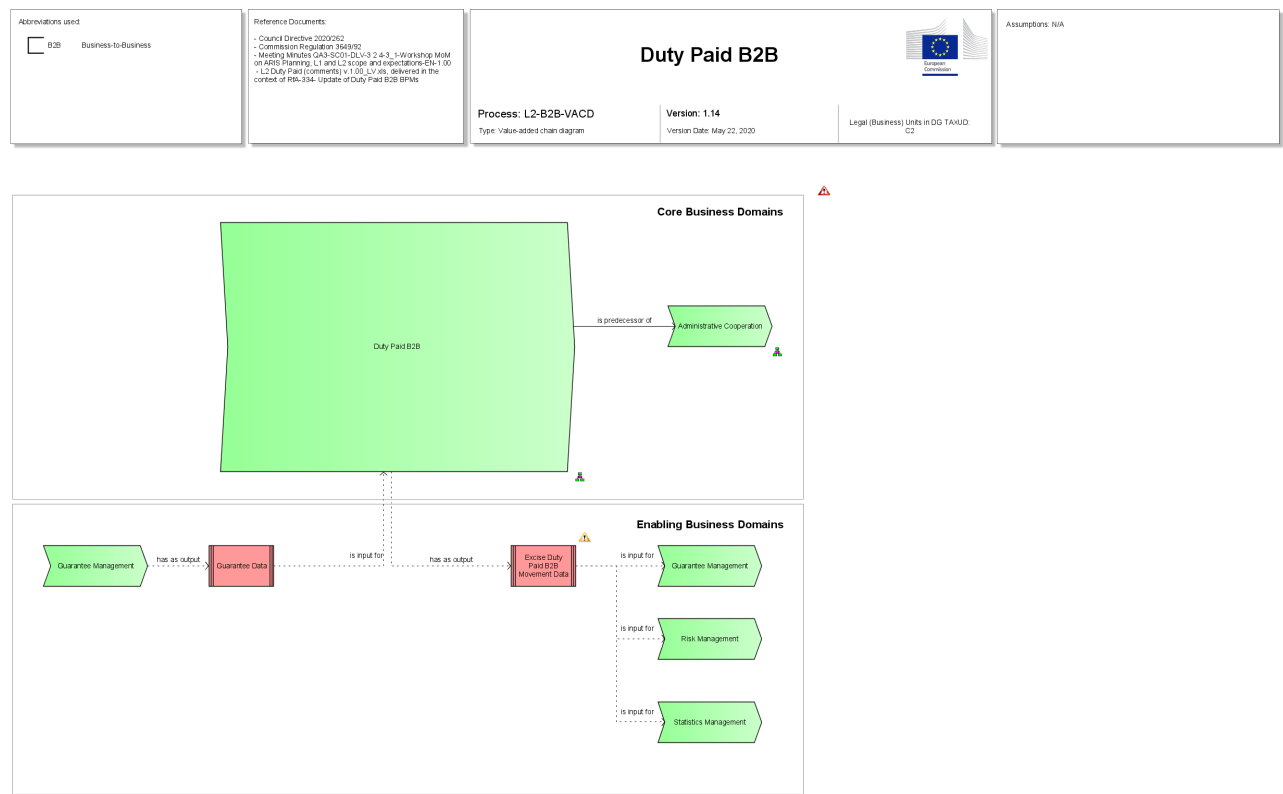 Abbreviations used:
B2B Business-to-Business
Reference Documents:
- Council Directive 2020/262
- Commission Regulation 3649/92
- Meeting Minutes QA3-SC01-DLV-3 2 4-3_1-Workshop MoM
on ARIS Planning, L1 and L2 scope and expectations-EN-1.00
- L2 Duty Paid (comments) v.1.00_LV.xls, delivered in the
context of RfA-334- Update of Duty Paid B2B BPMs
Duty Paid B2B
European
Commission
Process: L2-B2B-VACD
Type: Value-added chain diagram
Version: 1.14
Version Date: May 22, 2020
Legal (Business) Units in DG TAXUD:
C2
Assumptions: N/A
Core Business Domains
Duty Paid B2B
is predecessor of
Administrative Cooperation
Enabling Business Domains
Guarantee Management
has as output
Guarantee Data
is input for
has as output
Excise Duty
Paid B2B
Movement Data
is input for
Guarantee Management
is input for
Risk Management
is input for
Statistics Management